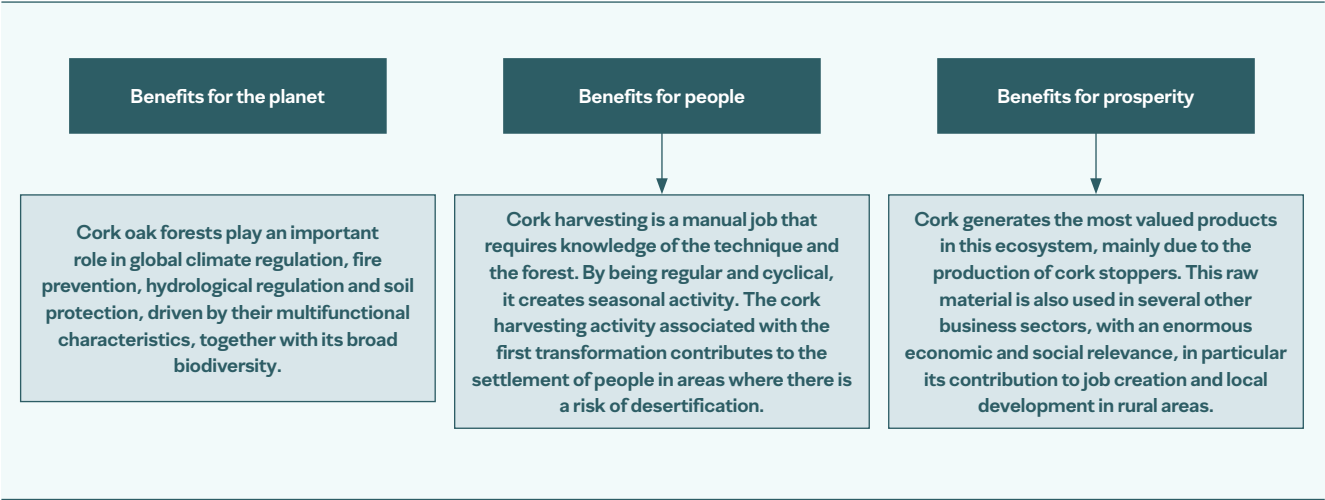 Benefits for the planet
Cork oak forests play an important
role in global climate regulation, fire
prevention, hydrological regulation and soil
protection, driven by their multifunctional
characteristics, together with its broad
biodiversity.
Benefits for people
Cork harvesting is a manual job that
requires knowledge of the technique and
the forest. By being regular and cyclical,
it creates seasonal activity. The cork
harvesting activity associated with the
first transformation contributes to the
settlement of people in areas where there is
a risk of desertification.
Benefits for prosperity
Cork generates the most valued products
in this ecosystem, mainly due to the
production of cork stoppers. This raw
material is also used in several other
business sectors, with an enormous
economic and social relevance, in particular
its contribution to job creation and local
development in rural areas.